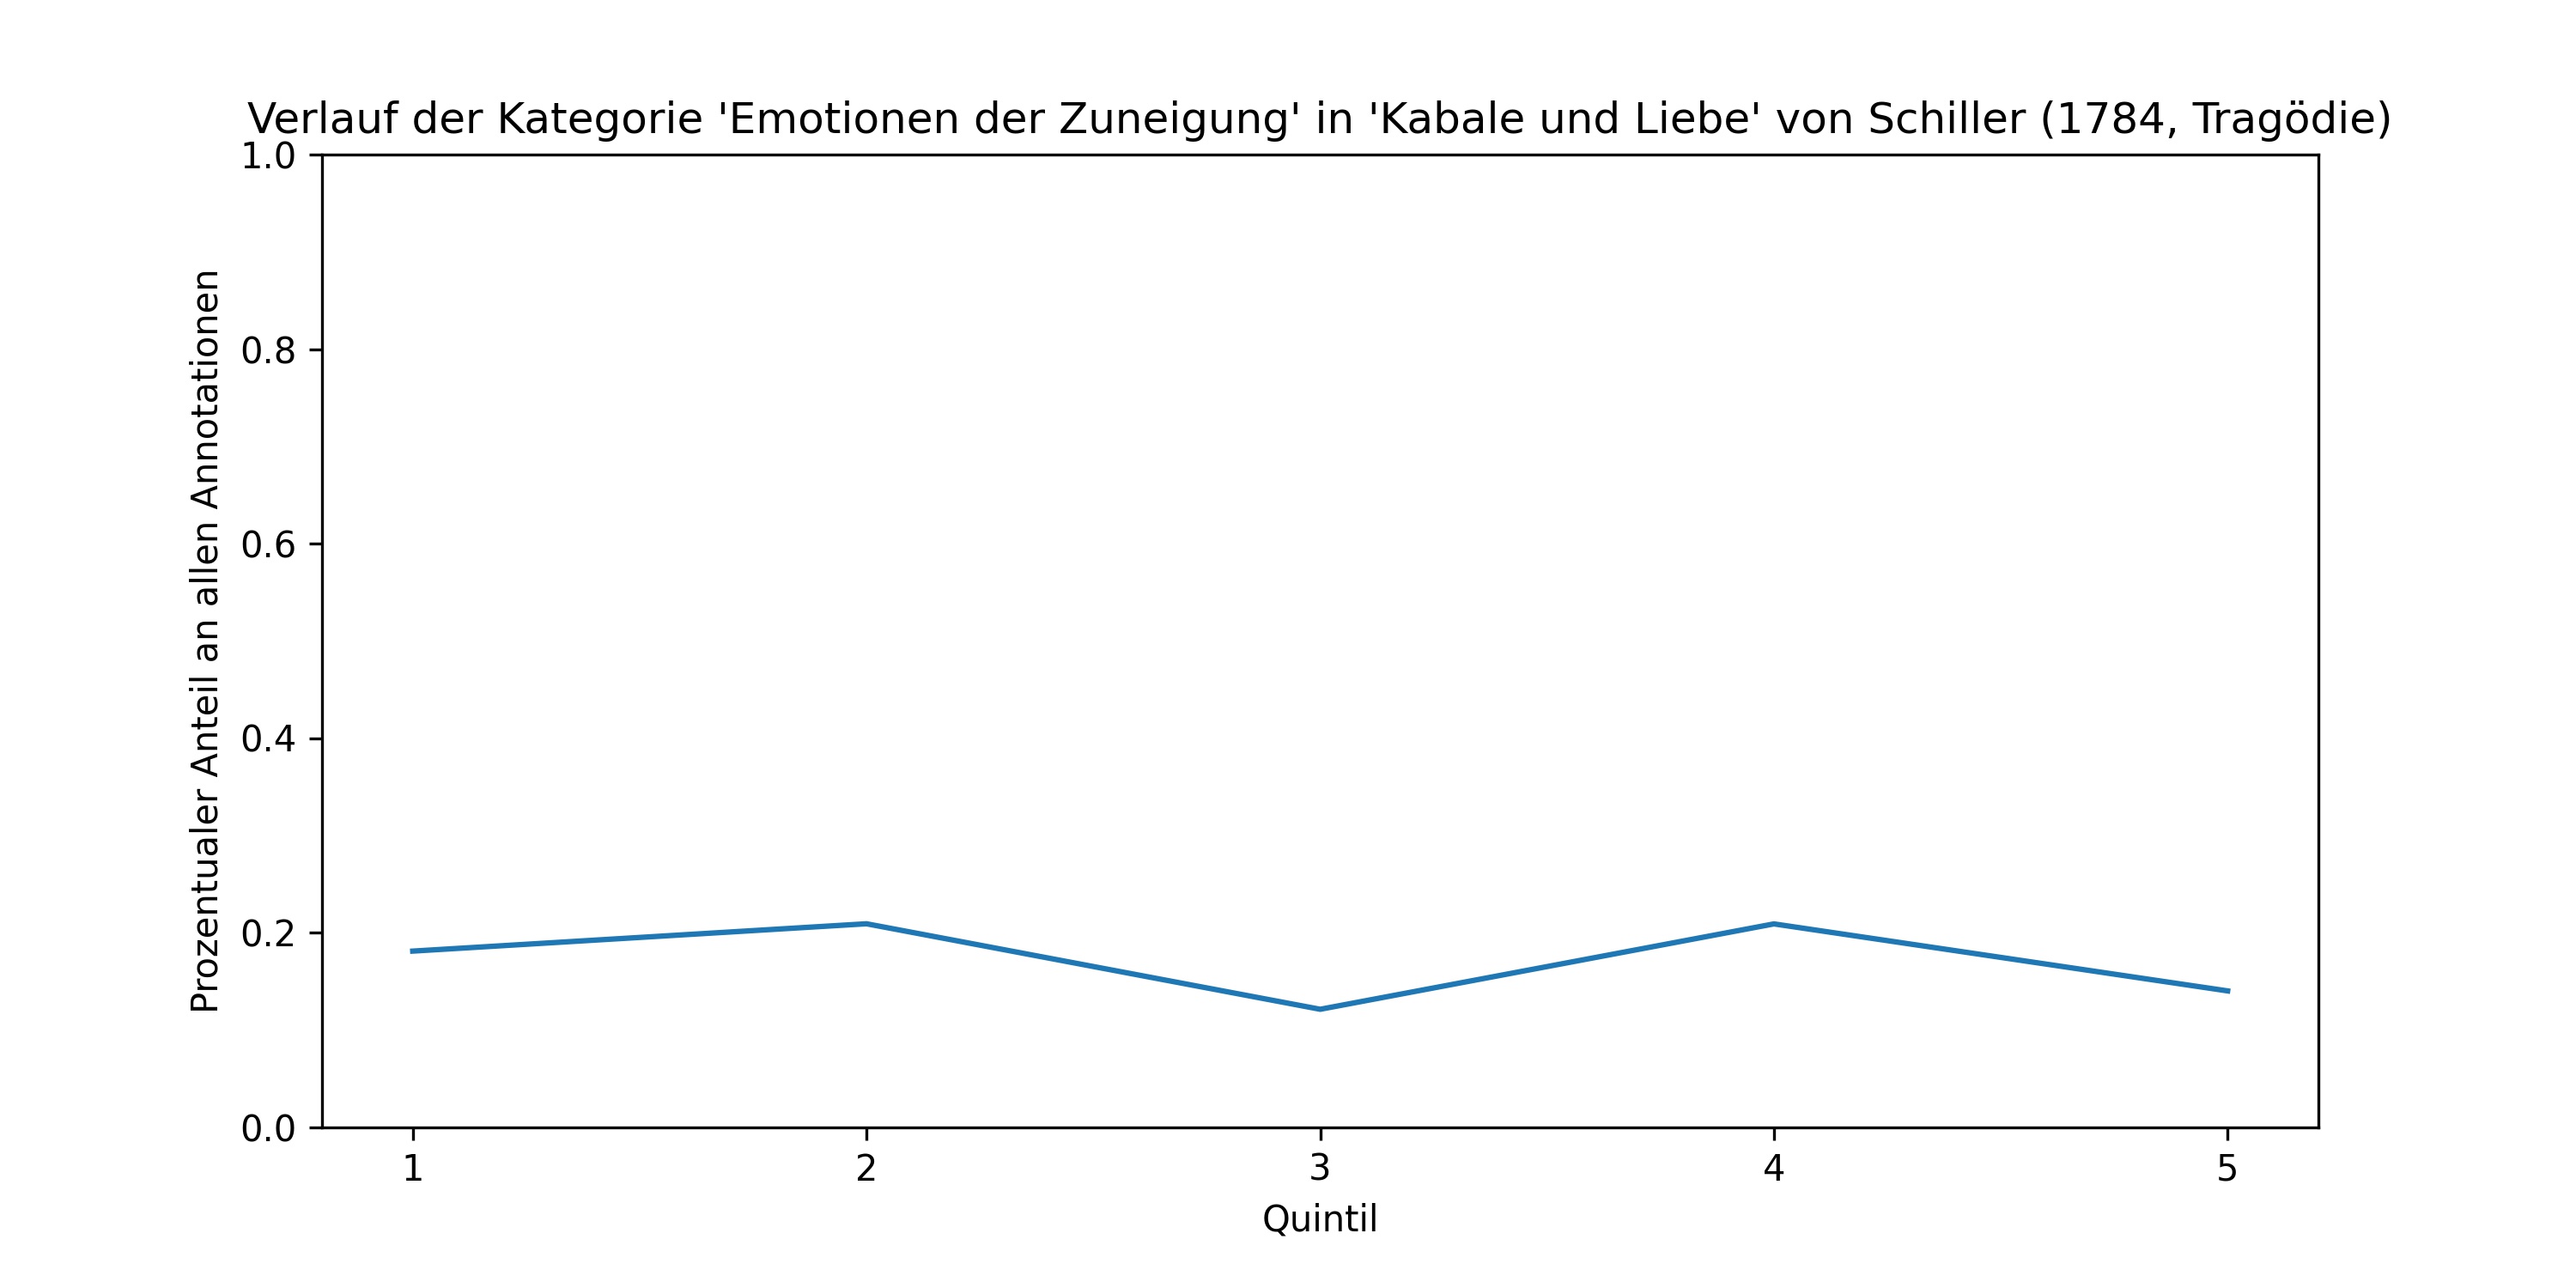 Verlauf der Kategorie 'Emotionen der Zuneigung' in 'Kabale und Liebe' von Schiller (1784, Tragödie)
Prozentualer Anteil an allen Annotationen
1.0
0.8
0.6
0.4
0.2
0.0
1 2 3 4 5
Quintil